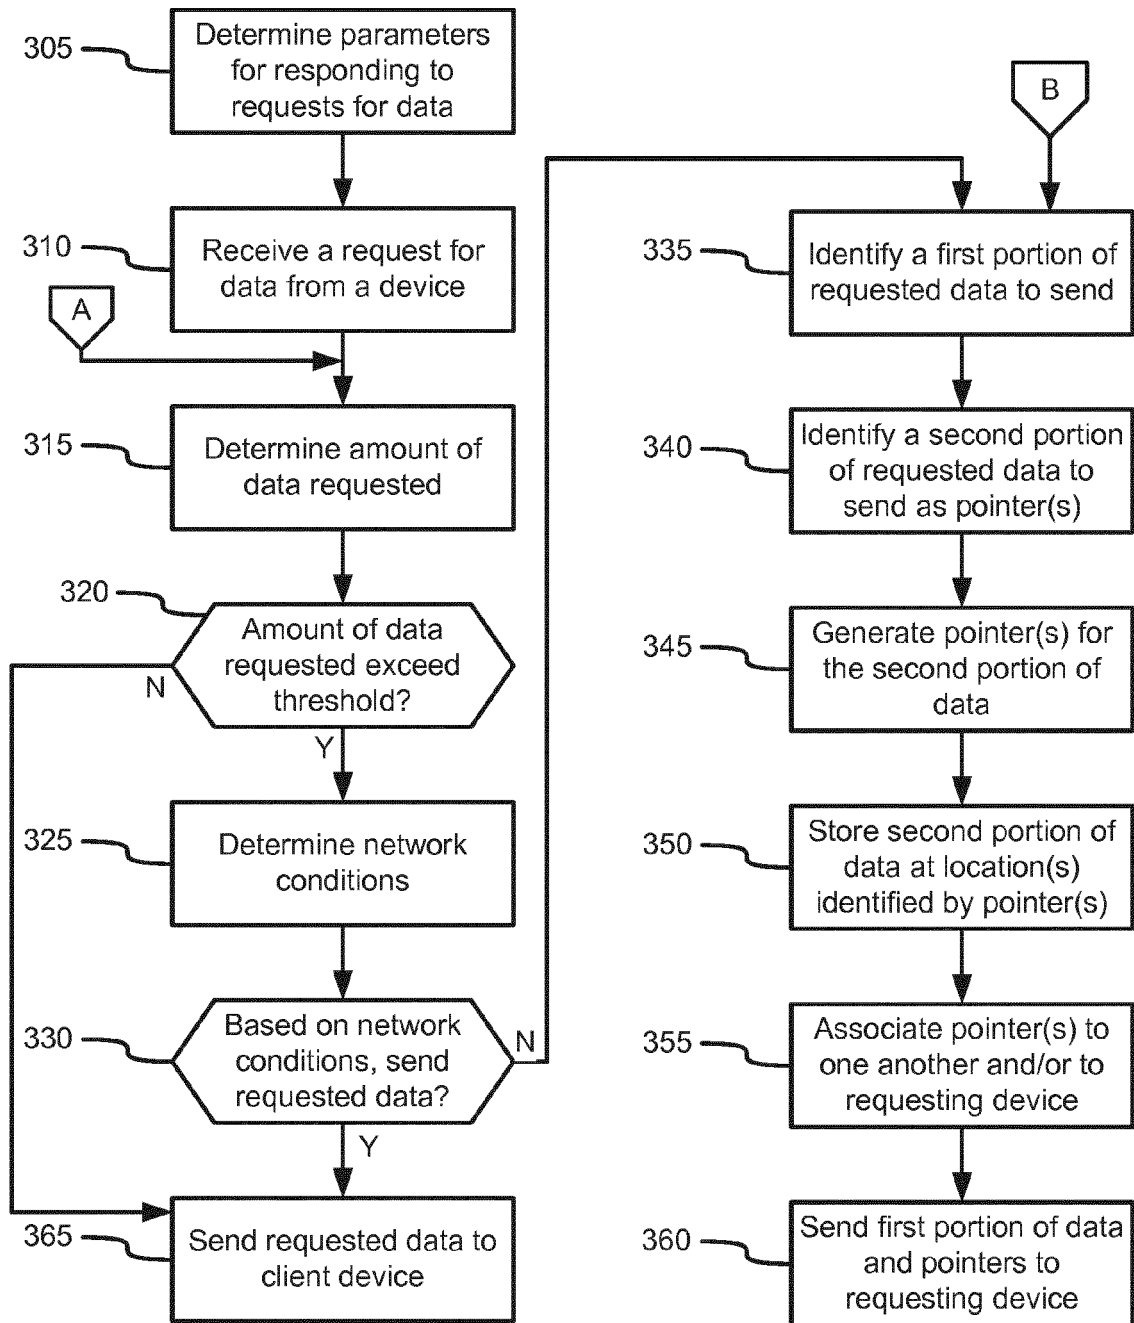 305
Determine parameters
for responding to
requests for data
310
Receive a request for
data from a device
A
315
Determine amount of
data requested
320
Amount of data
requested exceed
threshold?
N
Y
325
Determine network
conditions
330
Based on network
conditions, send
requested data?
N
Y
365
Send requested data to
client device
B
335
Identify a first portion of
requested data to send
340
Identify a second portion
of requested data to
send as pointer(s)
345
Generate pointer(s) for
the second portion of
data
350
Store second portion of
data at location(s)
identified by pointer(s)
355
Associate pointer(s) to
one another and/or to
requesting device
360
Send first portion of data
and pointers to
requesting device